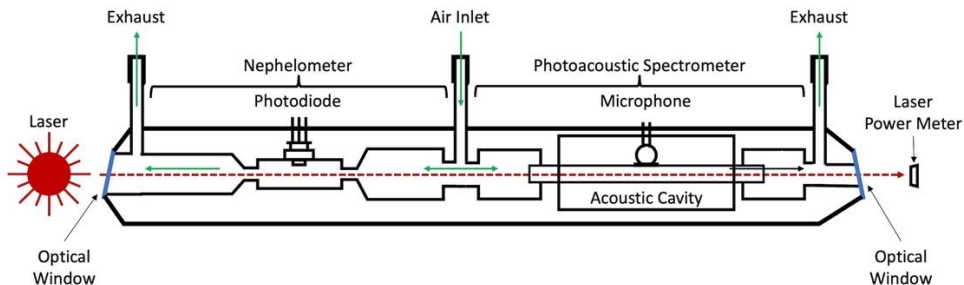 Exhaust
Air Inlet
Exhaust
Nephelometer
Photoacoustic Spectrometer
Photodiode
Microphone
Laser
Laser
Power Meter
Acoustic Cavity
Optical
Window
Optical
Window